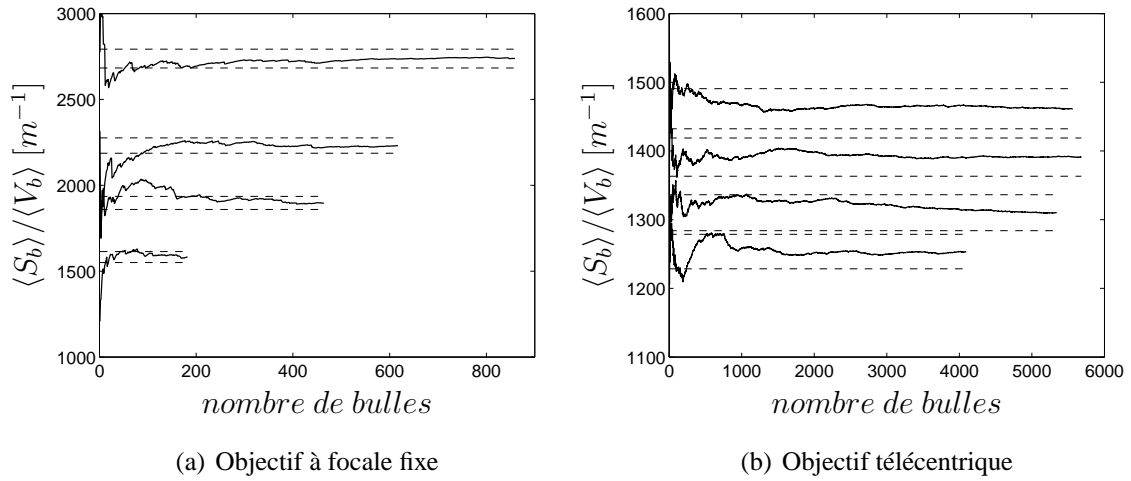 3000
2500
2000
1500
1000
⟨S_b⟩/⟨V_b⟩ [m⁻¹]
0 200 400 600 800
nombre de bulles
(a) Objectif à focale fixe
1600
1500
1400
1300
1200
1100
⟨S_b⟩/⟨V_b⟩ [m⁻¹]
0 1000 2000 3000 4000 5000 6000
nombre de bulles
(b) Objectif télécentrique